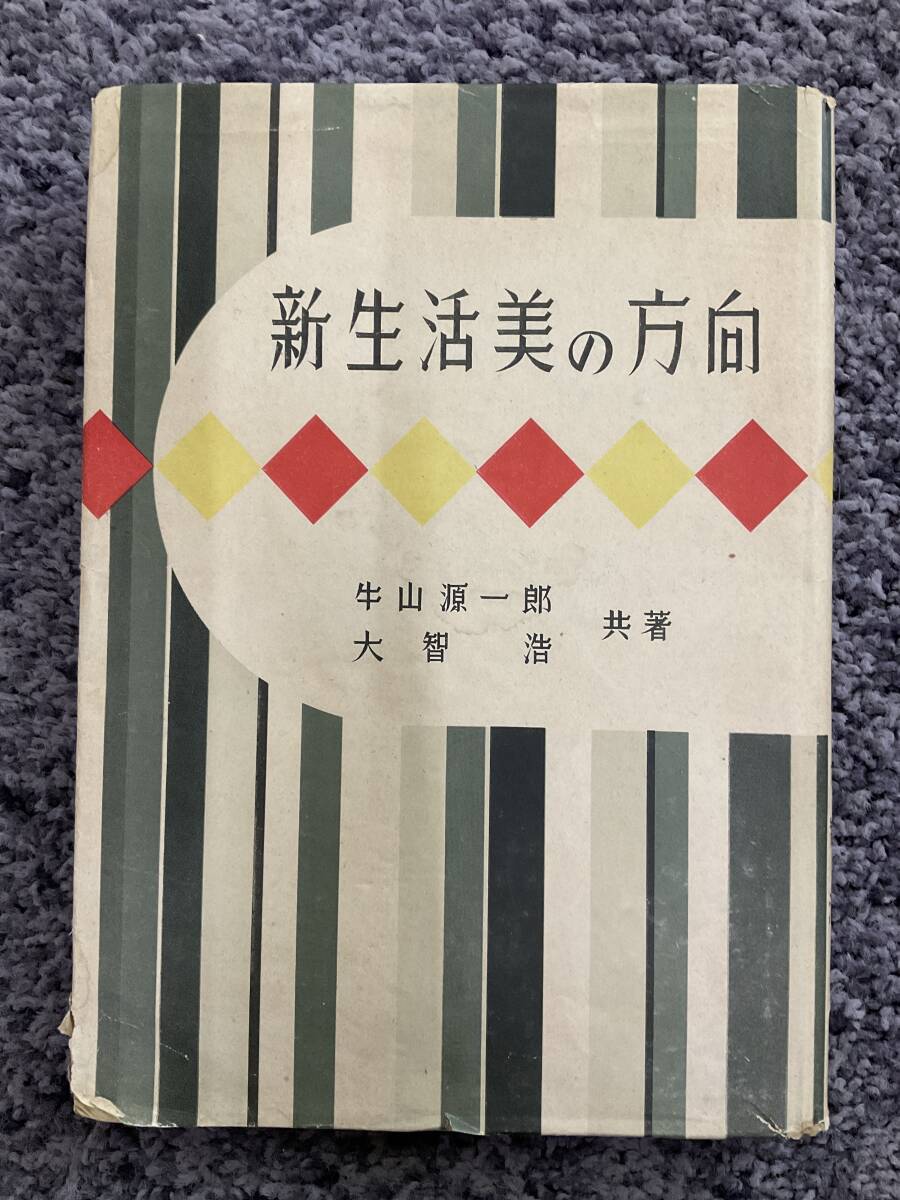 新生活美の方向
牛山源一郎
大智浩
共著